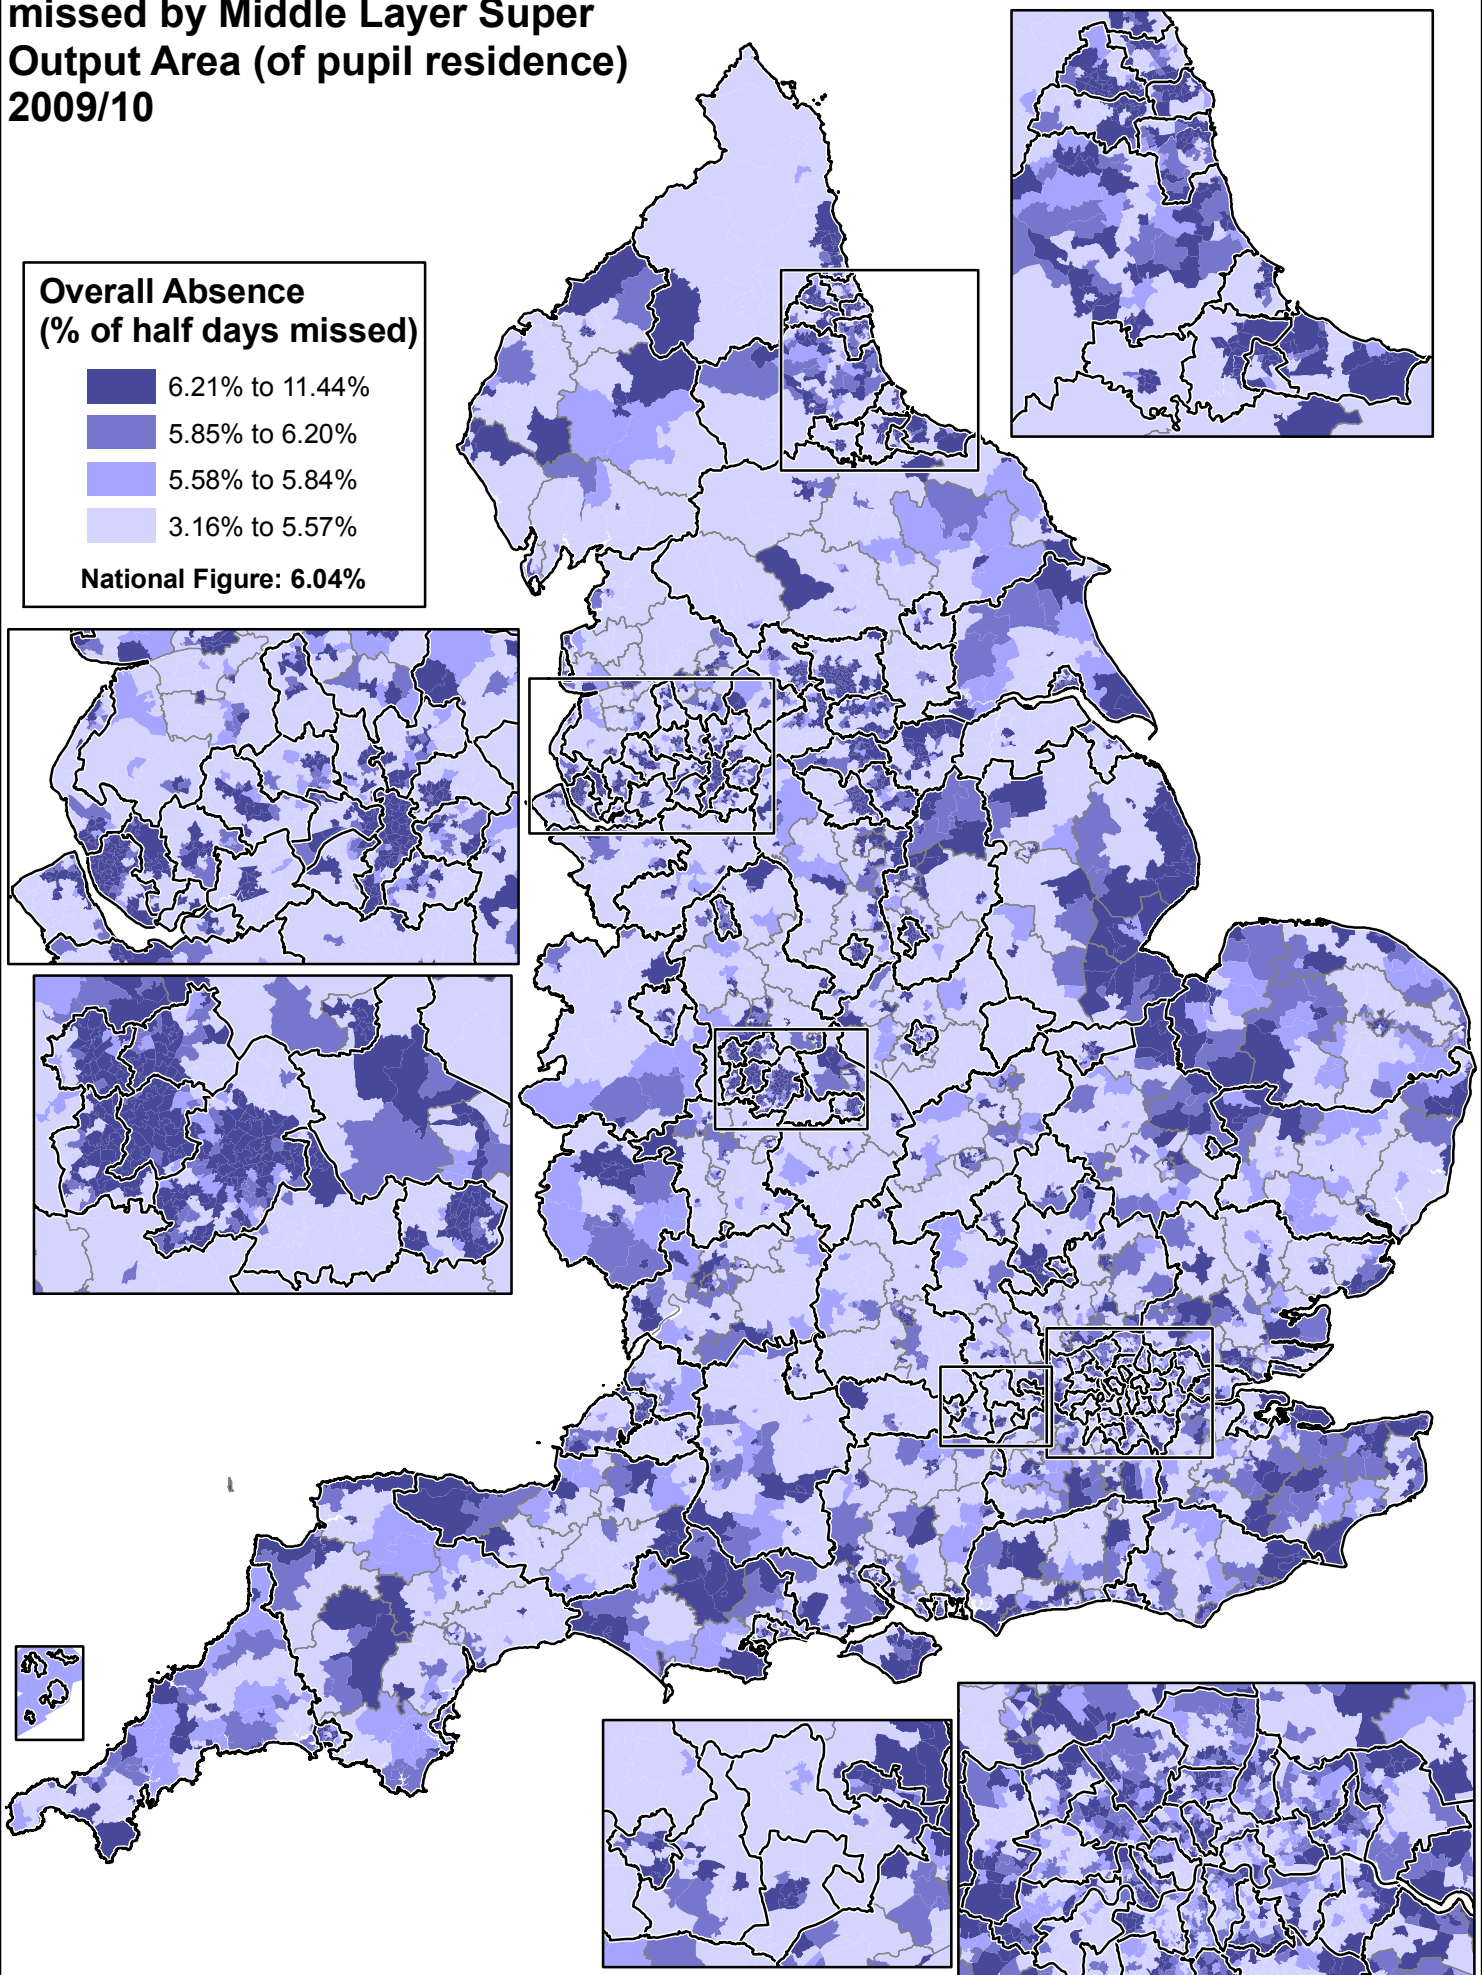 missed by Middle Layer Super
Output Area (of pupil residence)
2009/10
Overall Absence
(% of half days missed)
6.21% to 11.44%
5.85% to 6.20%
5.58% to 5.84%
3.16% to 5.57%
National Figure: 6.04%